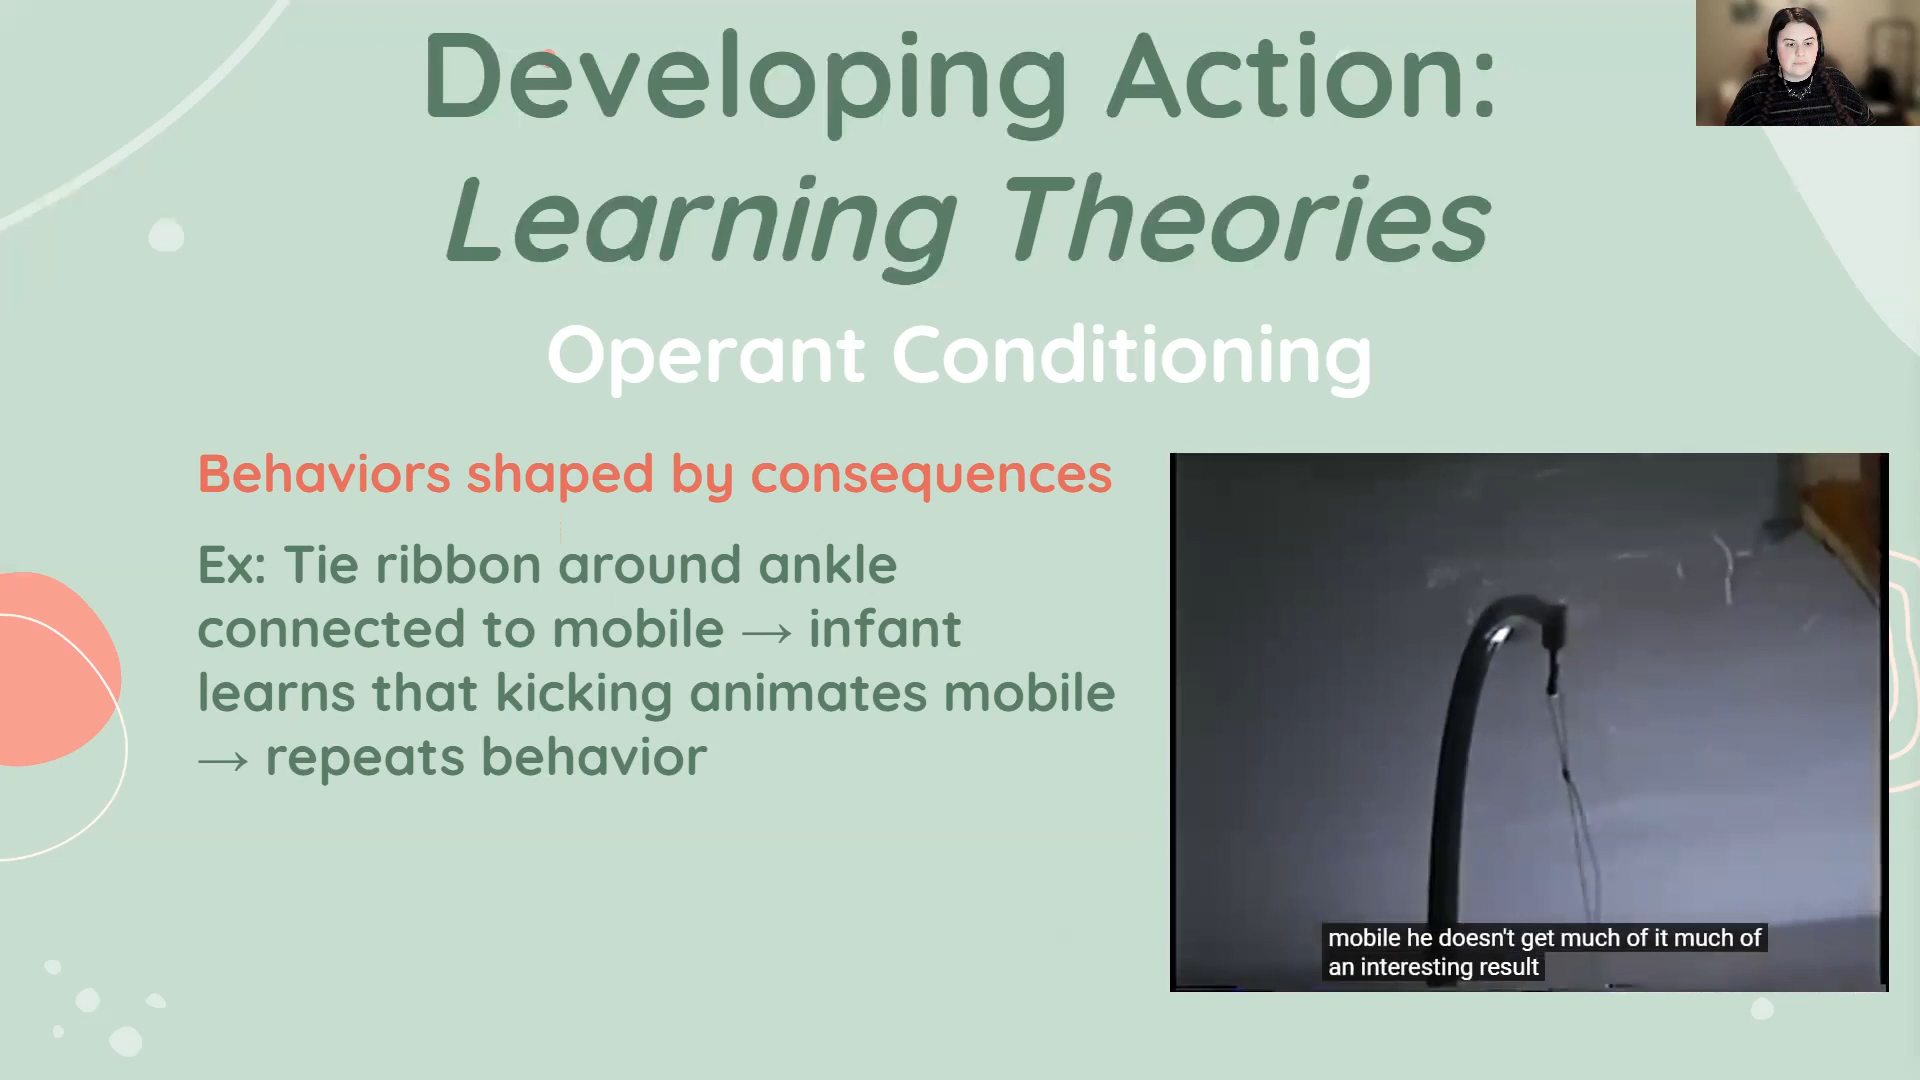 Developing Action:
Learning Theories
Operant Conditioning
Behaviors shaped by consequences
Ex: Tie ribbon around ankle
connected to mobile → infant
learns that kicking animates mobile
→ repeats behavior
mobile he doesn't get much of it much of
an interesting result